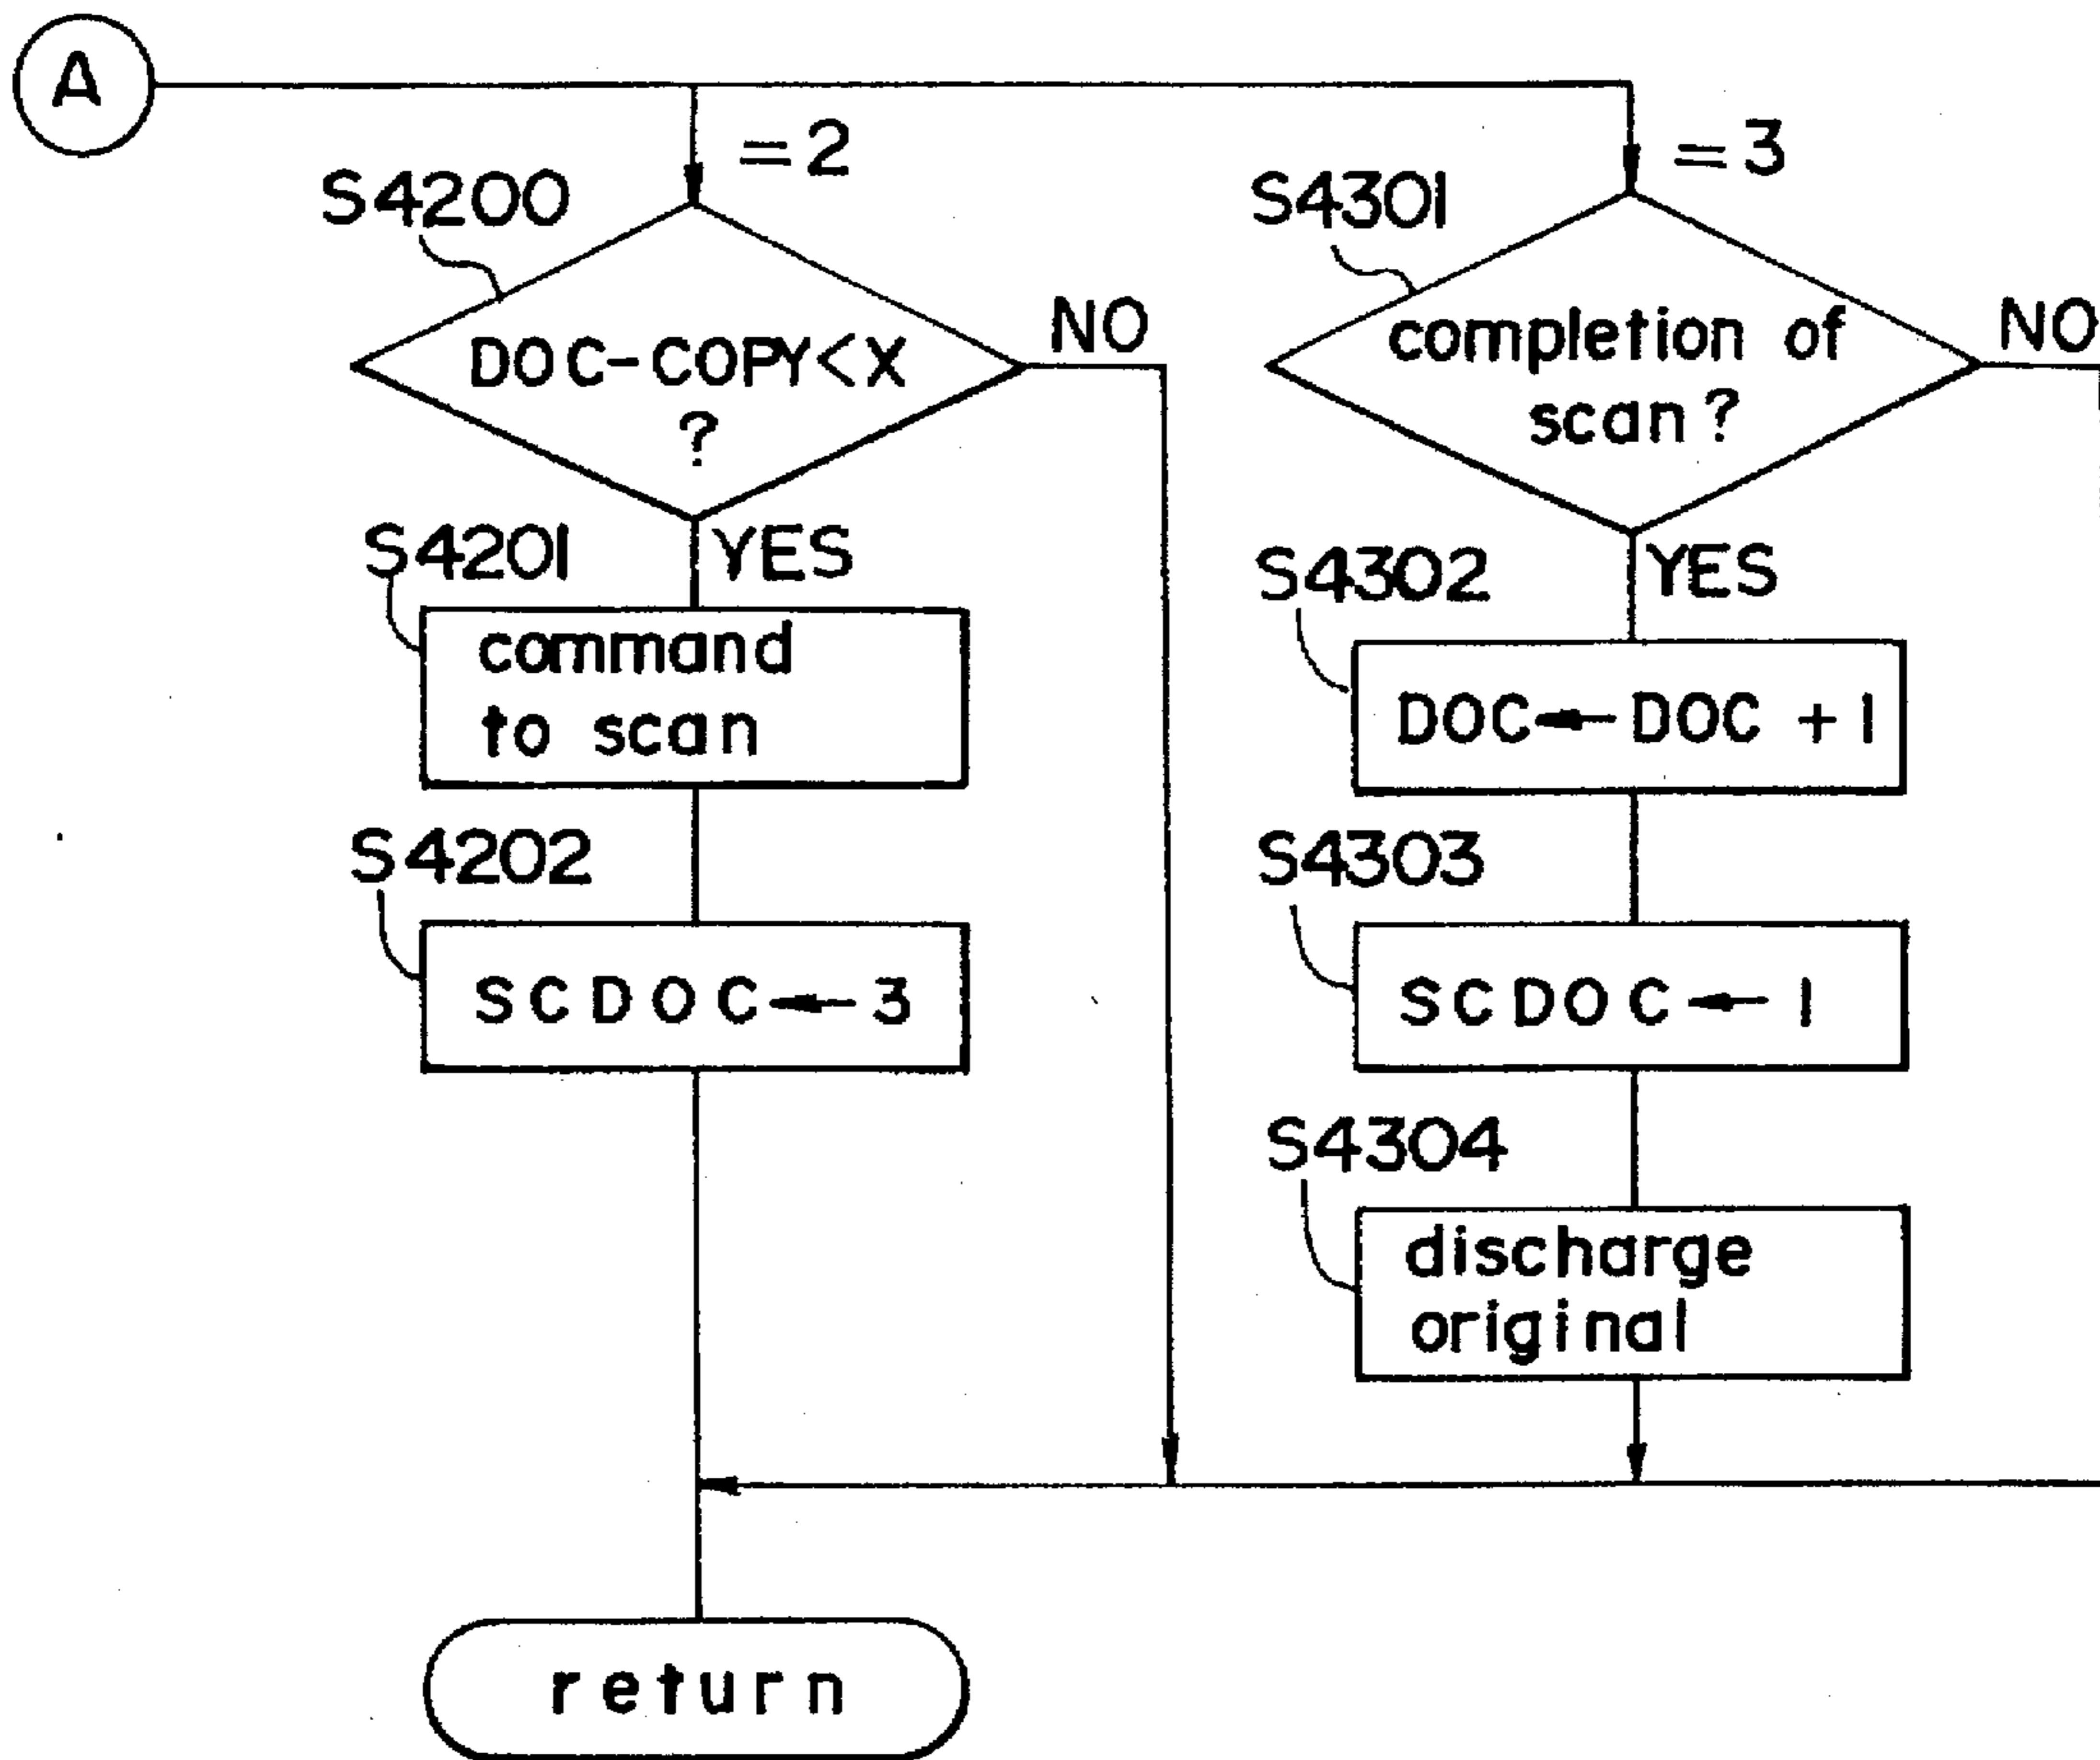 A
=2
S4200
DOC-COPY<X
?
NO
YES
S4201
command
to scan
S4202
SCDOC←3
=3
S4301
completion of
scan?
NO
YES
S4302
DOC←DOC+1
S4303
SCDOC←1
S4304
discharge
original
return